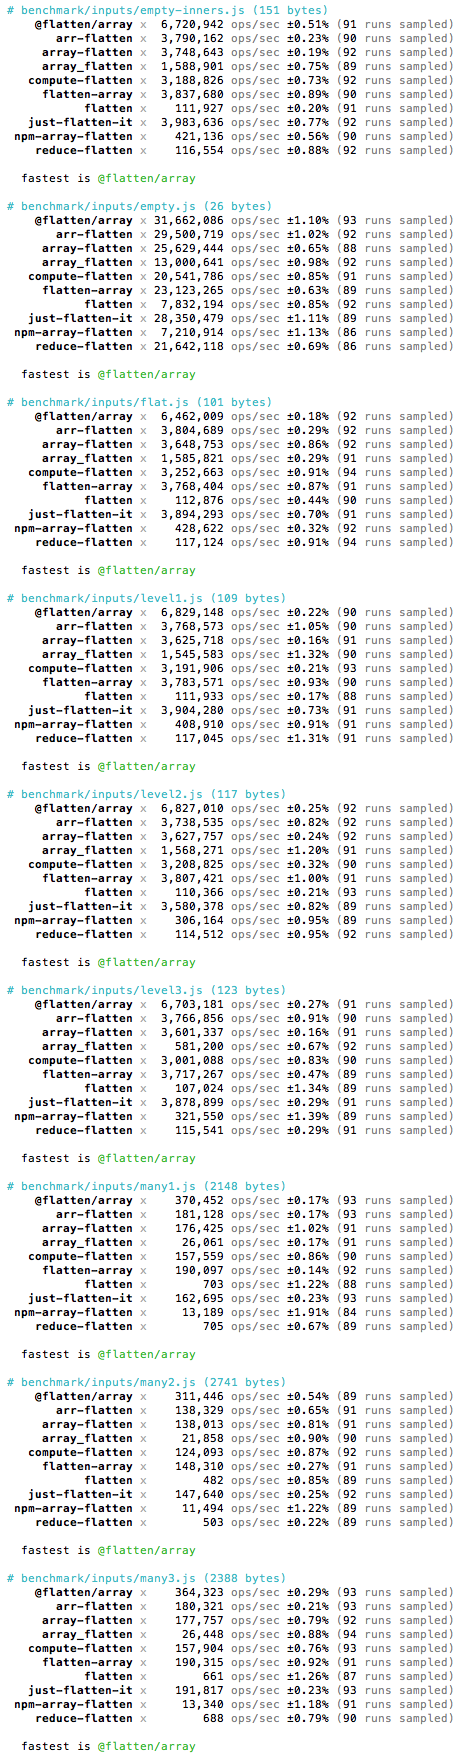 # benchmark/inputs/empty-inners.js (151 bytes)
@flatten/array x 6,720,942 ops/sec ±0.51% (91 runs sampled)
arr-flatten x 3,790,162 ops/sec ±0.23% (90 runs sampled)
array-flatten x 3,748,643 ops/sec ±0.19% (92 runs sampled)
array_flatten x 1,588,901 ops/sec ±0.75% (89 runs sampled)
compute-flatten x 3,188,826 ops/sec ±0.73% (92 runs sampled)
flatten-array x 3,837,680 ops/sec ±0.89% (90 runs sampled)
flatten x 111,927 ops/sec ±0.20% (91 runs sampled)
just-flatten-it x 3,983,636 ops/sec ±0.77% (92 runs sampled)
npm-array-flatten x 421,136 ops/sec ±0.56% (90 runs sampled)
reduce-flatten x 116,554 ops/sec ±0.88% (92 runs sampled)
fastest is @flatten/array
# benchmark/inputs/empty.js (26 bytes)
@flatten/array x 31,662,086 ops/sec ±1.10% (93 runs sampled)
arr-flatten x 29,500,719 ops/sec ±1.02% (92 runs sampled)
array-flatten x 25,629,444 ops/sec ±0.65% (88 runs sampled)
array_flatten x 13,000,641 ops/sec ±0.98% (92 runs sampled)
compute-flatten x 20,541,786 ops/sec ±0.85% (91 runs sampled)
flatten-array x 23,123,265 ops/sec ±0.63% (89 runs sampled)
flatten x 7,832,194 ops/sec ±0.85% (92 runs sampled)
just-flatten-it x 28,350,479 ops/sec ±1.11% (89 runs sampled)
npm-array-flatten x 7,210,914 ops/sec ±1.13% (86 runs sampled)
reduce-flatten x 21,642,118 ops/sec ±0.69% (86 runs sampled)
fastest is @flatten/array
# benchmark/inputs/flat.js (101 bytes)
@flatten/array x 6,462,009 ops/sec ±0.18% (92 runs sampled)
arr-flatten x 3,804,689 ops/sec ±0.29% (92 runs sampled)
array-flatten x 3,648,753 ops/sec ±0.86% (92 runs sampled)
array_flatten x 1,585,821 ops/sec ±0.29% (91 runs sampled)
compute-flatten x 3,252,663 ops/sec ±0.91% (94 runs sampled)
flatten-array x 3,768,404 ops/sec ±0.87% (91 runs sampled)
flatten x 112,876 ops/sec ±0.44% (90 runs sampled)
just-flatten-it x 3,894,293 ops/sec ±0.70% (91 runs sampled)
npm-array-flatten x 428,622 ops/sec ±0.32% (92 runs sampled)
reduce-flatten x 117,124 ops/sec ±0.91% (94 runs sampled)
fastest is @flatten/array
# benchmark/inputs/level1.js (109 bytes)
@flatten/array x 6,829,148 ops/sec ±0.22% (90 runs sampled)
arr-flatten x 3,768,573 ops/sec ±1.05% (90 runs sampled)
array-flatten x 3,625,718 ops/sec ±0.16% (91 runs sampled)
array_flatten x 1,545,583 ops/sec ±1.32% (90 runs sampled)
compute-flatten x 3,191,906 ops/sec ±0.21% (93 runs sampled)
flatten-array x 3,783,571 ops/sec ±0.93% (90 runs sampled)
flatten x 111,933 ops/sec ±0.17% (88 runs sampled)
just-flatten-it x 3,904,280 ops/sec ±0.73% (91 runs sampled)
npm-array-flatten x 408,910 ops/sec ±0.91% (91 runs sampled)
reduce-flatten x 117,045 ops/sec ±1.31% (91 runs sampled)
fastest is @flatten/array
# benchmark/inputs/level2.js (117 bytes)
@flatten/array x 6,827,010 ops/sec ±0.25% (92 runs sampled)
arr-flatten x 3,738,535 ops/sec ±0.82% (92 runs sampled)
array-flatten x 3,627,757 ops/sec ±0.24% (92 runs sampled)
array_flatten x 1,568,271 ops/sec ±1.20% (91 runs sampled)
compute-flatten x 3,208,825 ops/sec ±0.32% (90 runs sampled)
flatten-array x 3,807,421 ops/sec ±1.00% (91 runs sampled)
flatten x 110,366 ops/sec ±0.21% (93 runs sampled)
just-flatten-it x 3,580,378 ops/sec ±0.82% (89 runs sampled)
npm-array-flatten x 306,164 ops/sec ±0.95% (89 runs sampled)
reduce-flatten x 114,512 ops/sec ±0.95% (92 runs sampled)
fastest is @flatten/array
# benchmark/inputs/level3.js (123 bytes)
@flatten/array x 6,703,181 ops/sec ±0.27% (91 runs sampled)
arr-flatten x 3,766,856 ops/sec ±0.91% (90 runs sampled)
array-flatten x 3,601,337 ops/sec ±0.16% (91 runs sampled)
array_flatten x 581,200 ops/sec ±0.67% (92 runs sampled)
compute-flatten x 3,001,088 ops/sec ±0.83% (90 runs sampled)
flatten-array x 3,717,267 ops/sec ±0.47% (89 runs sampled)
flatten x 107,024 ops/sec ±1.34% (89 runs sampled)
just-flatten-it x 3,878,899 ops/sec ±0.29% (91 runs sampled)
npm-array-flatten x 321,550 ops/sec ±1.39% (89 runs sampled)
reduce-flatten x 115,541 ops/sec ±0.29% (91 runs sampled)
fastest is @flatten/array
# benchmark/inputs/many1.js (2148 bytes)
@flatten/array x 370,452 ops/sec ±0.17% (93 runs sampled)
arr-flatten x 181,128 ops/sec ±0.17% (93 runs sampled)
array-flatten x 176,425 ops/sec ±1.02% (91 runs sampled)
array_flatten x 26,061 ops/sec ±0.17% (91 runs sampled)
compute-flatten x 157,559 ops/sec ±0.86% (90 runs sampled)
flatten-array x 190,097 ops/sec ±0.14% (92 runs sampled)
flatten x 703 ops/sec ±1.22% (88 runs sampled)
just-flatten-it x 162,695 ops/sec ±0.23% (93 runs sampled)
npm-array-flatten x 13,189 ops/sec ±1.91% (84 runs sampled)
reduce-flatten x 705 ops/sec ±0.67% (89 runs sampled)
fastest is @flatten/array
# benchmark/inputs/many2.js (2741 bytes)
@flatten/array x 311,446 ops/sec ±0.54% (89 runs sampled)
arr-flatten x 138,329 ops/sec ±0.65% (91 runs sampled)
array-flatten x 138,013 ops/sec ±0.81% (91 runs sampled)
array_flatten x 21,858 ops/sec ±0.90% (90 runs sampled)
compute-flatten x 124,093 ops/sec ±0.87% (92 runs sampled)
flatten-array x 148,310 ops/sec ±0.27% (91 runs sampled)
flatten x 482 ops/sec ±0.85% (89 runs sampled)
just-flatten-it x 147,640 ops/sec ±0.25% (92 runs sampled)
npm-array-flatten x 11,494 ops/sec ±1.22% (89 runs sampled)
reduce-flatten x 503 ops/sec ±0.22% (89 runs sampled)
fastest is @flatten/array
# benchmark/inputs/many3.js (2388 bytes)
@flatten/array x 364,323 ops/sec ±0.29% (93 runs sampled)
arr-flatten x 180,321 ops/sec ±0.21% (93 runs sampled)
array-flatten x 177,757 ops/sec ±0.79% (92 runs sampled)
array_flatten x 26,448 ops/sec ±0.88% (94 runs sampled)
compute-flatten x 157,904 ops/sec ±0.76% (93 runs sampled)
flatten-array x 190,315 ops/sec ±0.92% (91 runs sampled)
flatten x 661 ops/sec ±1.26% (87 runs sampled)
just-flatten-it x 191,817 ops/sec ±0.23% (93 runs sampled)
npm-array-flatten x 13,340 ops/sec ±1.18% (91 runs sampled)
reduce-flatten x 688 ops/sec ±0.79% (90 runs sampled)
fastest is @flatten/array